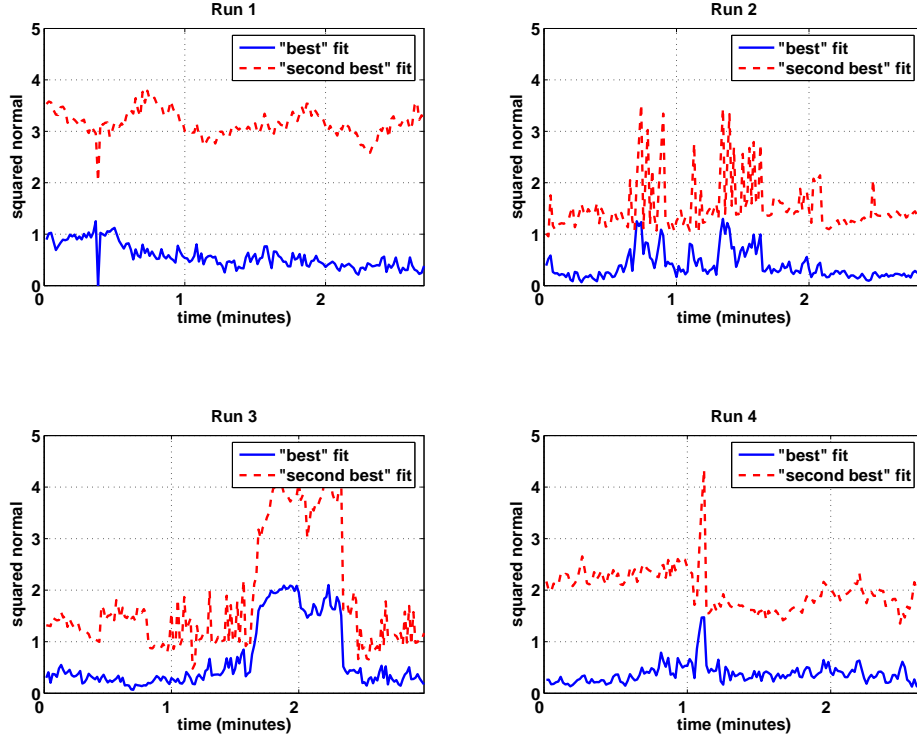 Run 1
5
4
3
2
1
0
0
1
2
squared normal
time (minutes)
"best" fit
"second best" fit
Run 2
5
4
3
2
1
0
0
1
2
squared normal
time (minutes)
"best" fit
"second best" fit
Run 3
5
4
3
2
1
0
0
1
2
squared normal
time (minutes)
"best" fit
"second best" fit
Run 4
5
4
3
2
1
0
0
1
2
squared normal
time (minutes)
"best" fit
"second best" fit